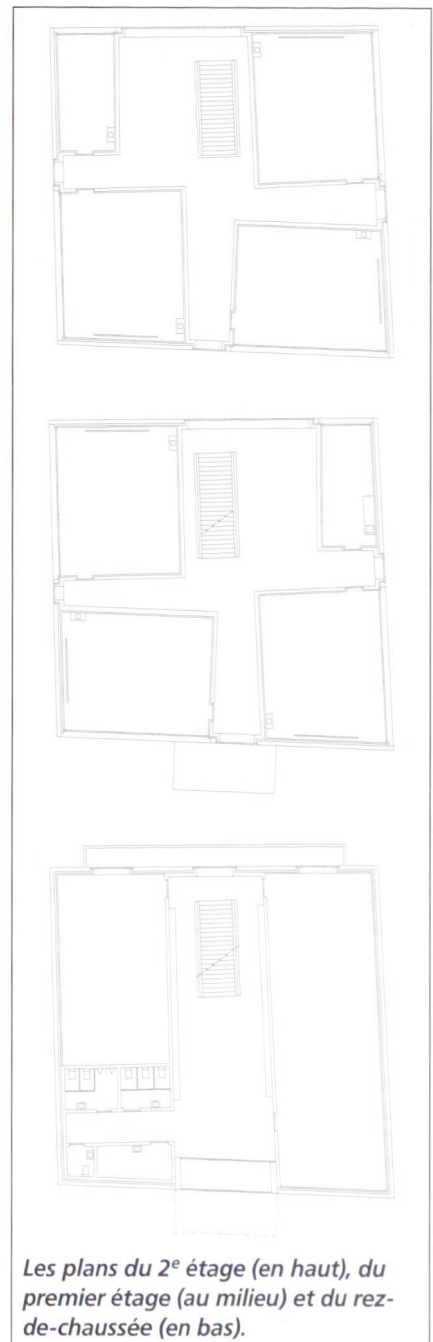 Les plans du 2e étage (en haut), du
premier étage (au milieu) et du rez-
de-chaussée (en bas).